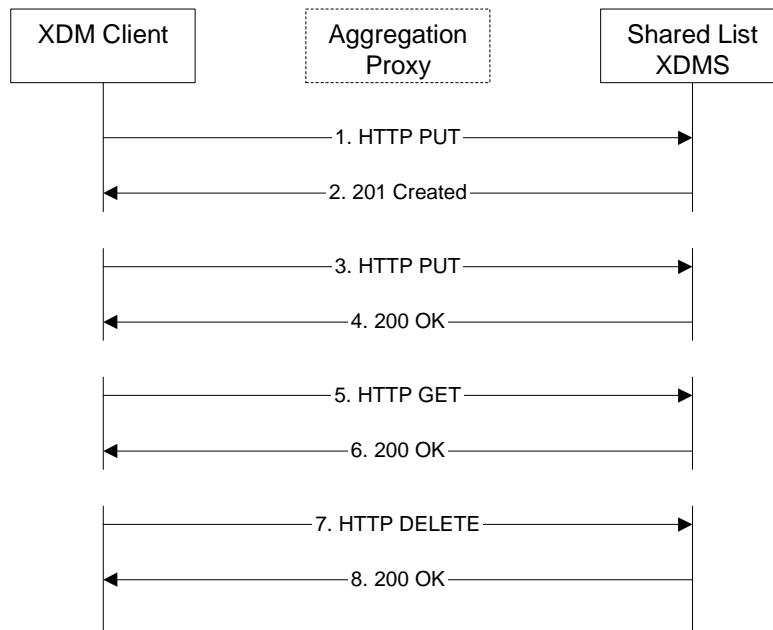 XDM Client
Aggregation
Proxy
Shared List
XDMS
1. HTTP PUT
2. 201 Created
3. HTTP PUT
4. 200 OK
5. HTTP GET
6. 200 OK
7. HTTP DELETE
8. 200 OK